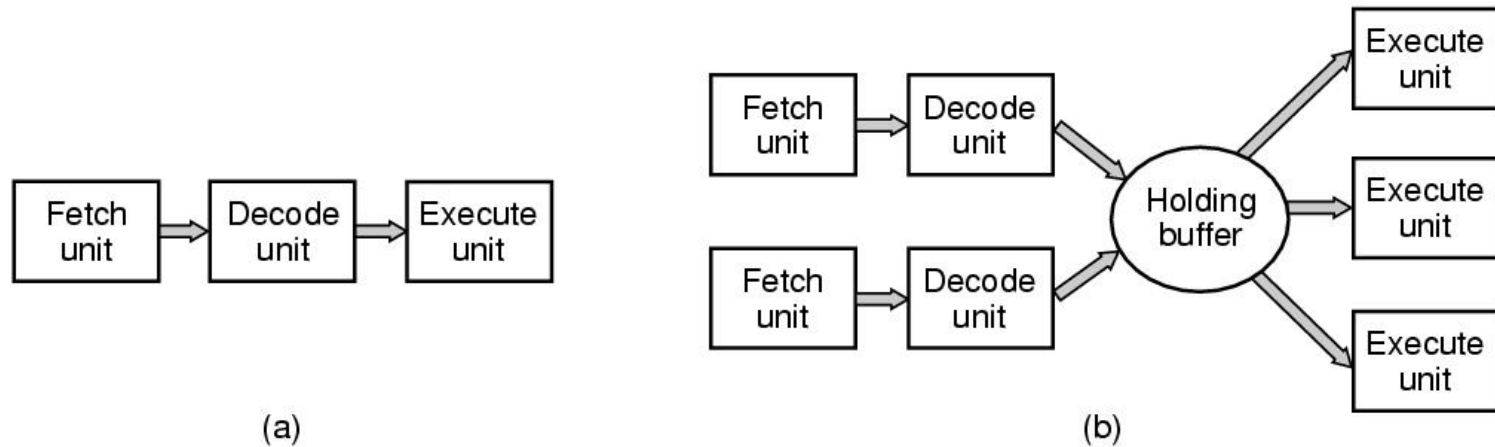 Fetch
unit
Decode
unit
Execute
unit
(a)
Fetch
unit
Decode
unit
Fetch
unit
Decode
unit
Holding
buffer
Execute
unit
Execute
unit
Execute
unit
(b)